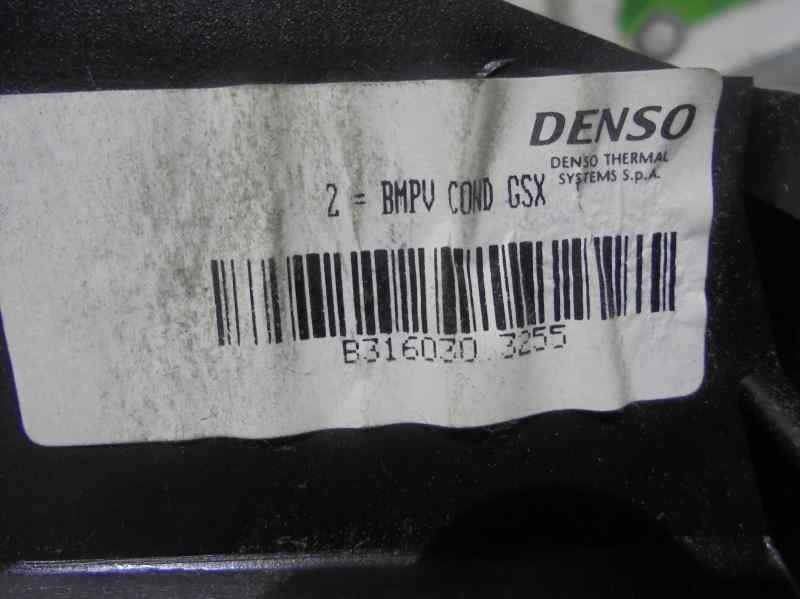 DENSO
DENSO THERMAL
SYSTEMS S.p.A.
2 = BMPV COND GSX
B316030 3255